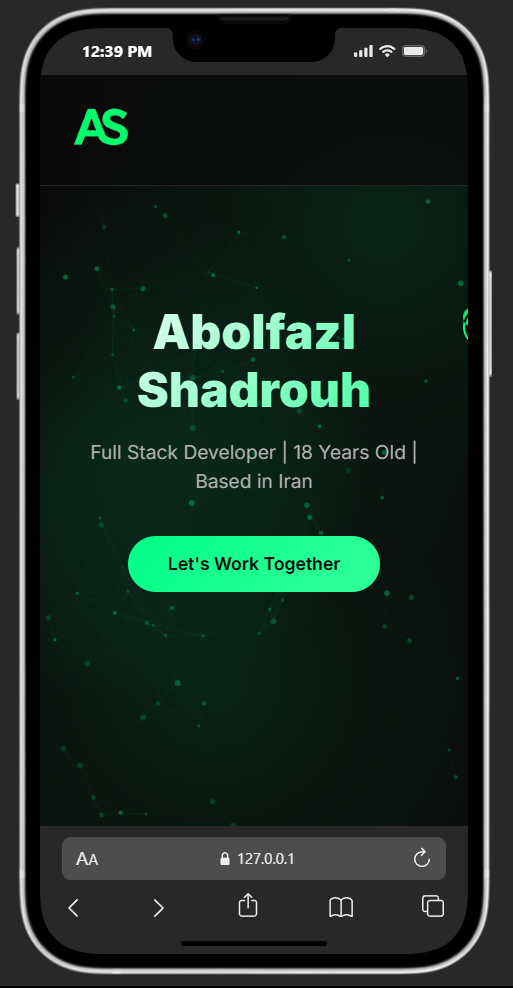 12:39 PM
AS
Abolfazl
Shadrouh
Full Stack Developer | 18 Years Old |
Based in Iran
Let's Work Together
AA
127.0.0.1